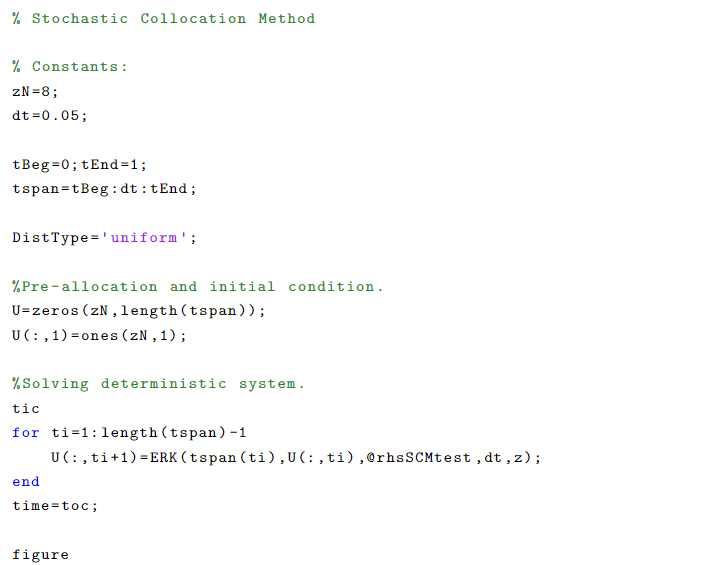 % Stochastic Collocation Method
% Constants:
zN=8;
dt=0.05;
tBeg=0;tEnd=1;
tspan=tBeg:dt:tEnd;
DistType='uniform';
%Pre-allocation and initial condition.
U=zeros(zN,length(tspan));
U(:,1)=ones(zN,1);
%Solving deterministic system.
tic
for ti=1:length(tspan)-1
    U(:,ti+1)=ERK(tspan(ti),U(:,ti),@rhsSCMtest,dt,z);
end
time=toc;
figure